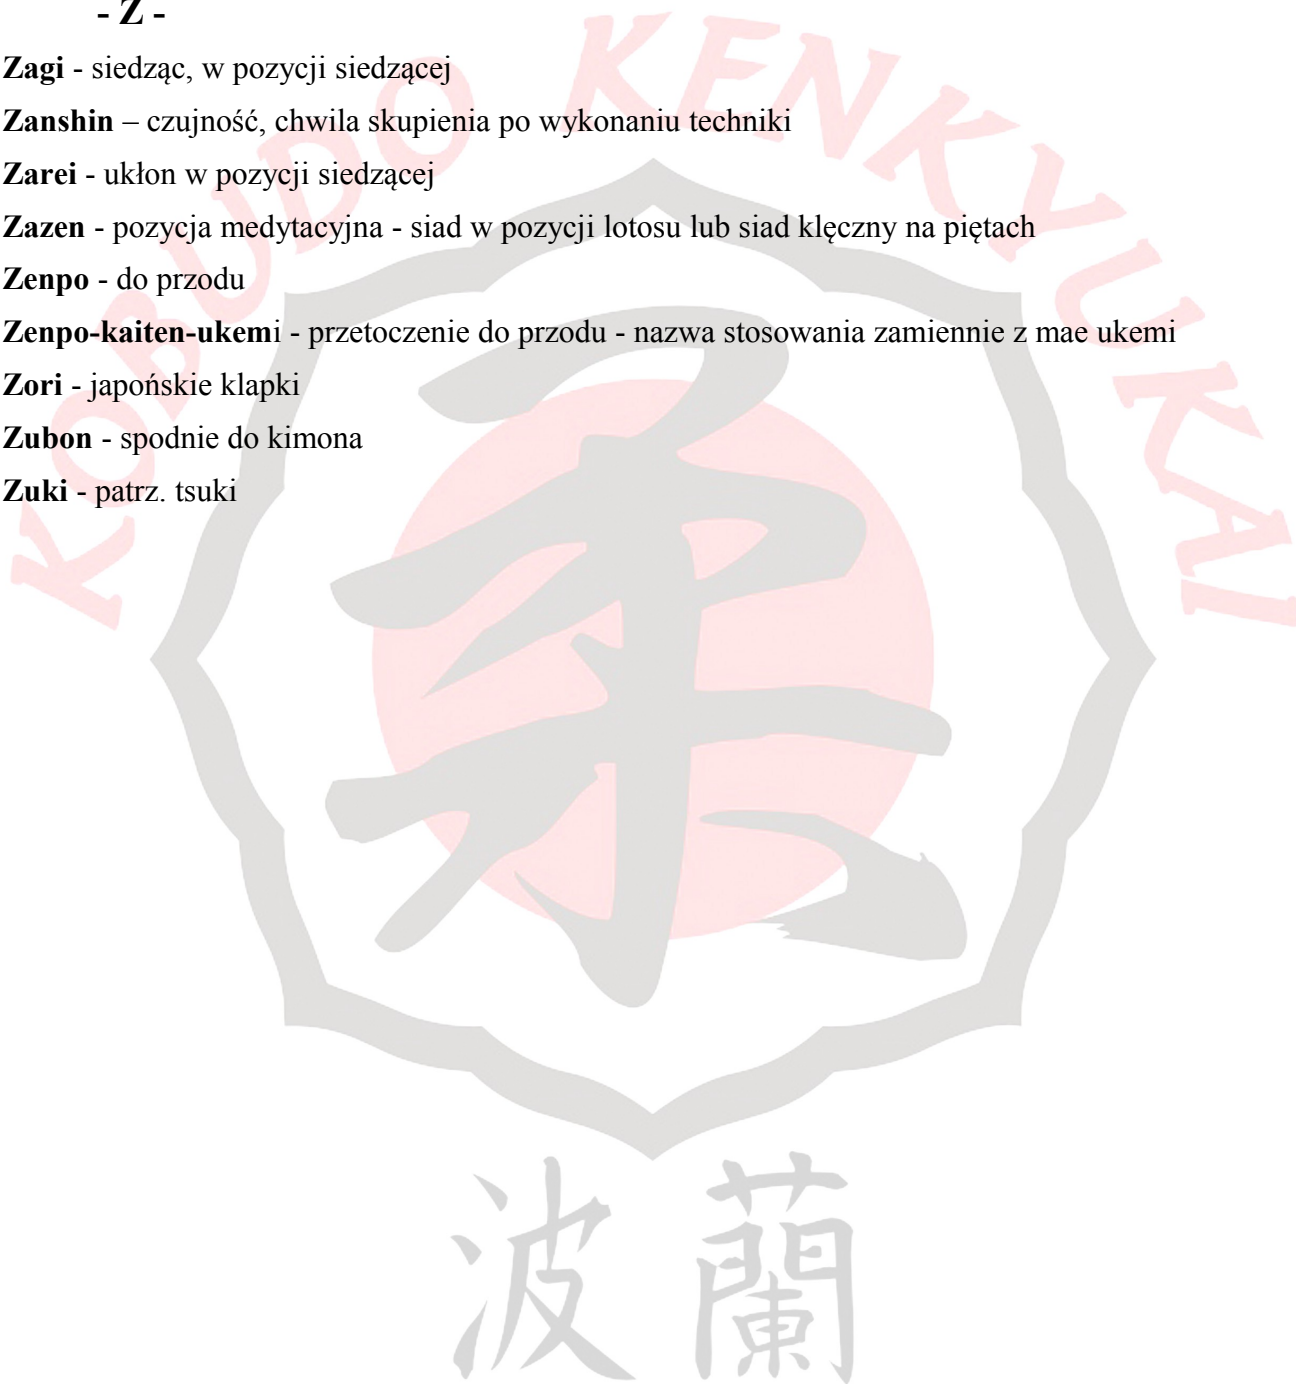 - Z -
Zagi - siedząc, w pozycji siedzącej
Zanshin – czujność, chwila skupienia po wykonaniu techniki
Zarei - ukłon w pozycji siedzącej
Zazen - pozycja medytacyjna - siad w pozycji lotosu lub siad klęczny na piętach
Zenpo - do przodu
Zenpo-kaiten-ukemi - przetoczenie do przodu - nazwa stosowania zamiennie z mae ukemi
Zori - japońskie klapki
Zubon - spodnie do kimona
Zuki - patrz. tsuki
KOBUDO KENKYUKAI
柔
波蘭